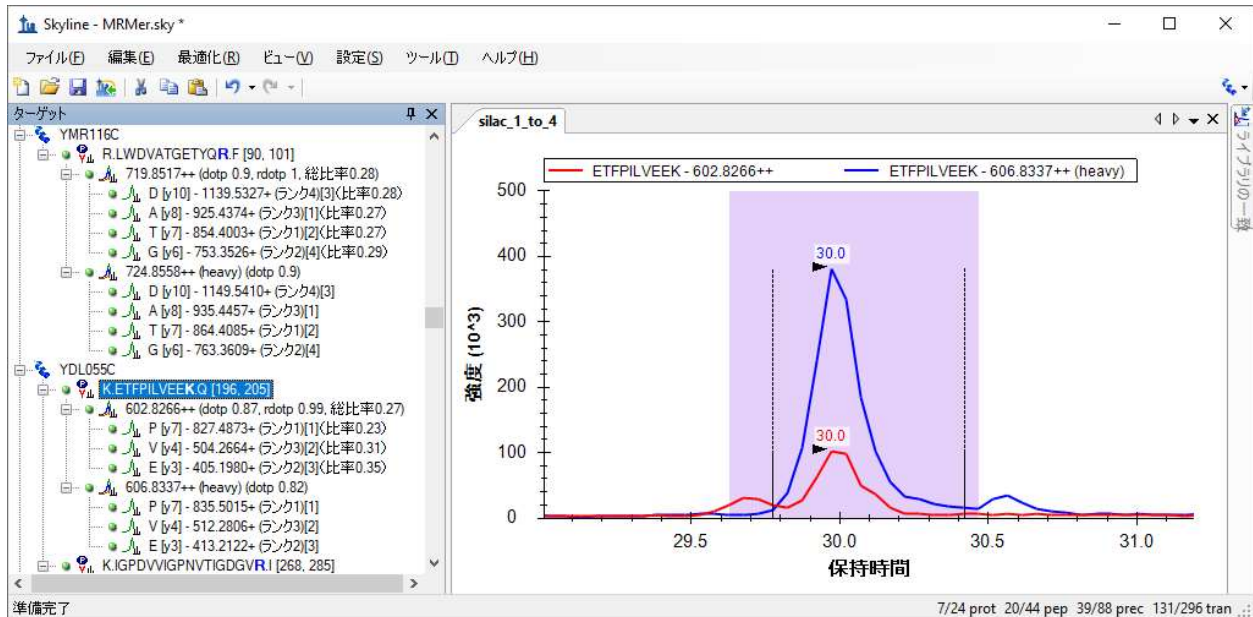 Skyline - MRMer.sky *
ファイル(F) 編集(E) 最適化(R) ビュー(V) 設定(S) ツール(T) ヘルプ(H)
ターゲット
YMR116C
R.LWDVATGETYQR.F [90, 101]
719.8517++ (dotp 0.9, rdotp 1, 総比率0.28)
D [y10] - 1139.5327+ (ランク4)[3](比率0.28)
A [y8] - 925.4374+ (ランク3)[1](比率0.27)
T [y7] - 854.4003+ (ランク1)[2](比率0.27)
G [y6] - 753.3526+ (ランク2)[4](比率0.29)
724.8558++ (heavy) (dotp 0.9)
D [y10] - 1149.5410+ (ランク4)[3]
A [y8] - 935.4457+ (ランク3)[1]
T [y7] - 864.4085+ (ランク1)[2]
G [y6] - 763.3609+ (ランク2)[4]
YDL055C
K.ETFPILVEEK.Q [196, 205]
602.8266++ (dotp 0.87, rdotp 0.99, 総比率0.27)
P [y7] - 827.4873+ (ランク1)[1](比率0.23)
V [y4] - 504.2664+ (ランク3)[2](比率0.31)
E [y3] - 405.1980+ (ランク2)[3](比率0.35)
606.8337++ (heavy) (dotp 0.82)
P [y7] - 835.5015+ (ランク1)[1]
V [y4] - 512.2806+ (ランク3)[2]
E [y3] - 413.2122+ (ランク2)[3]
K.IGPDVVIGPNVTIGDGVR.I [268, 285]
silac_1_to_4
ETFPILVEEK - 602.8266++ ETFPILVEEK - 606.8337++ (heavy)
500
400
300
200
100
0
強度 (10^3)
30.0
30.0
29.5 30.0 30.5 31.0
保持時間
ライブラリの一致
準備完了
7/24 prot 20/44 pep 39/88 prec 131/296 tran